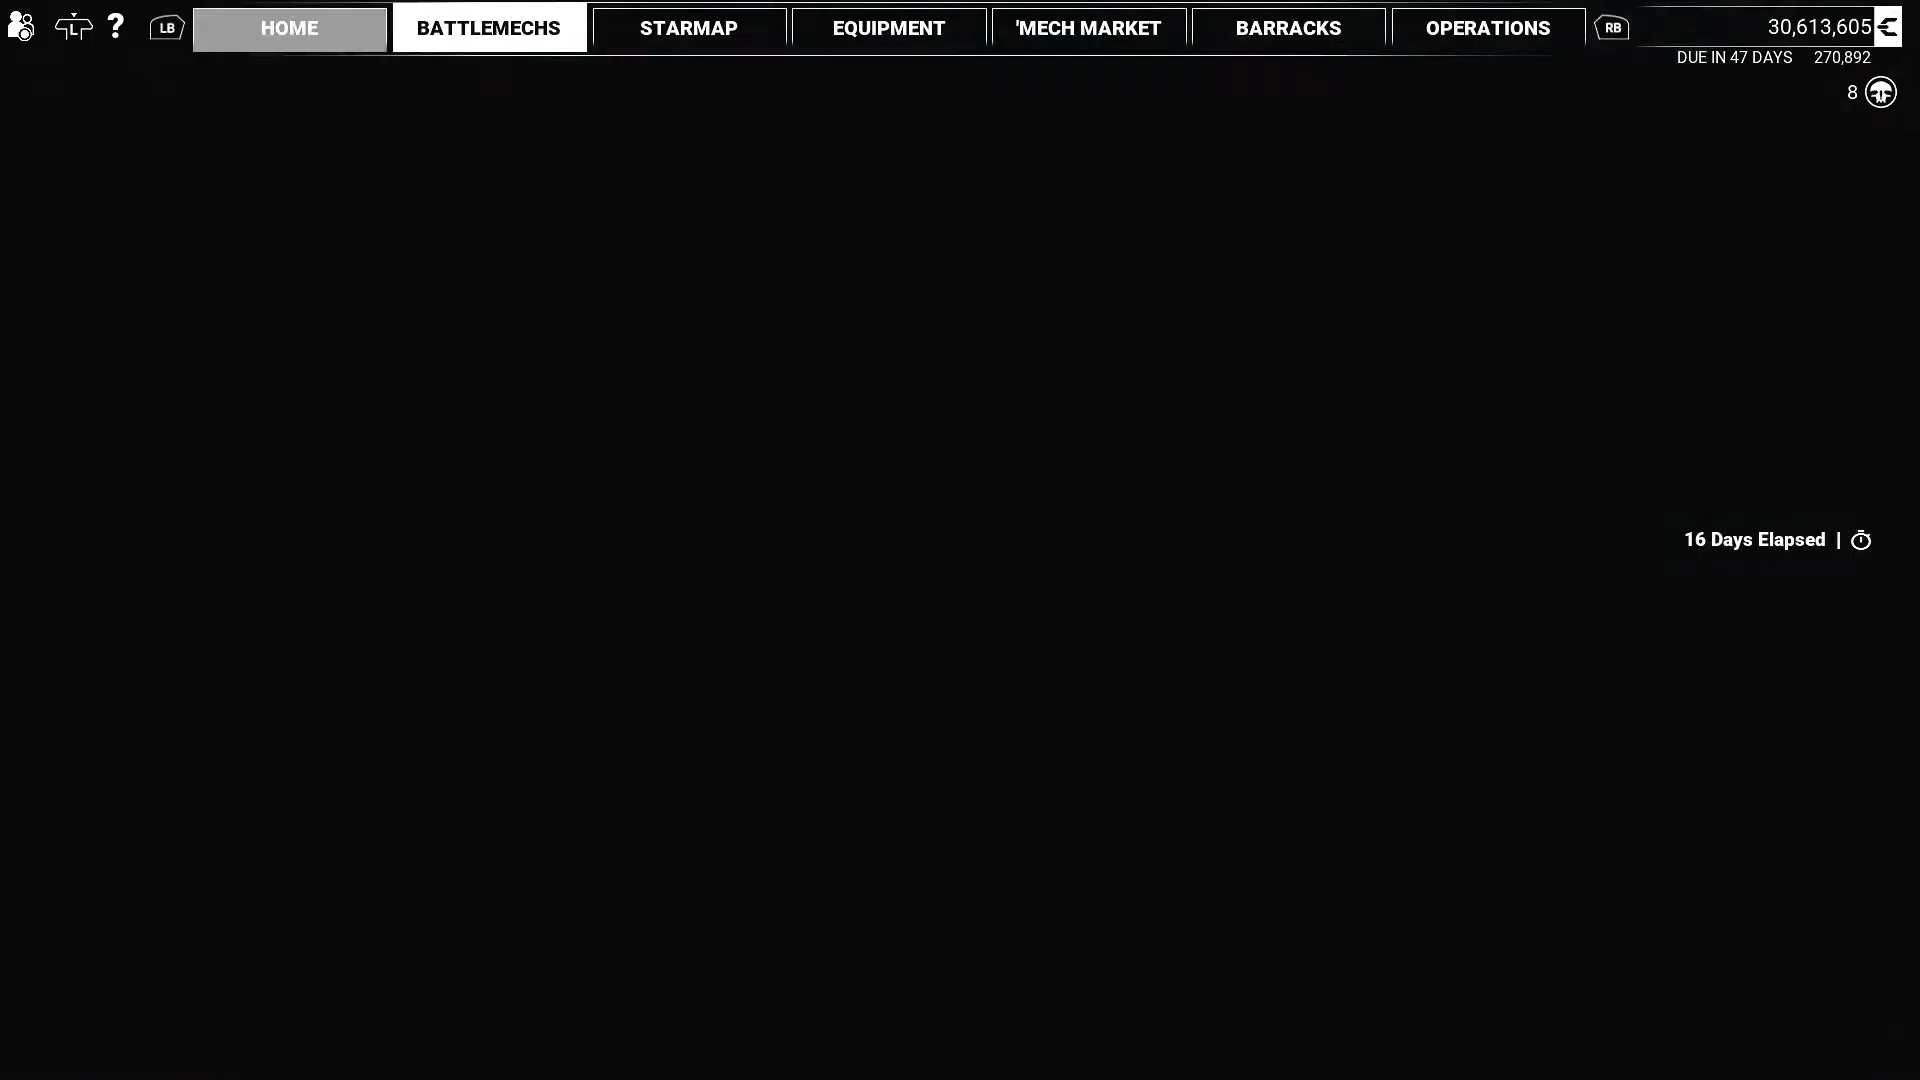 L ? LB HOME BATTLEMECHS STARMAP EQUIPMENT 'MECH MARKET BARRACKS OPERATIONS RB 30,613,605
DUE IN 47 DAYS 270,892
8
16 Days Elapsed |